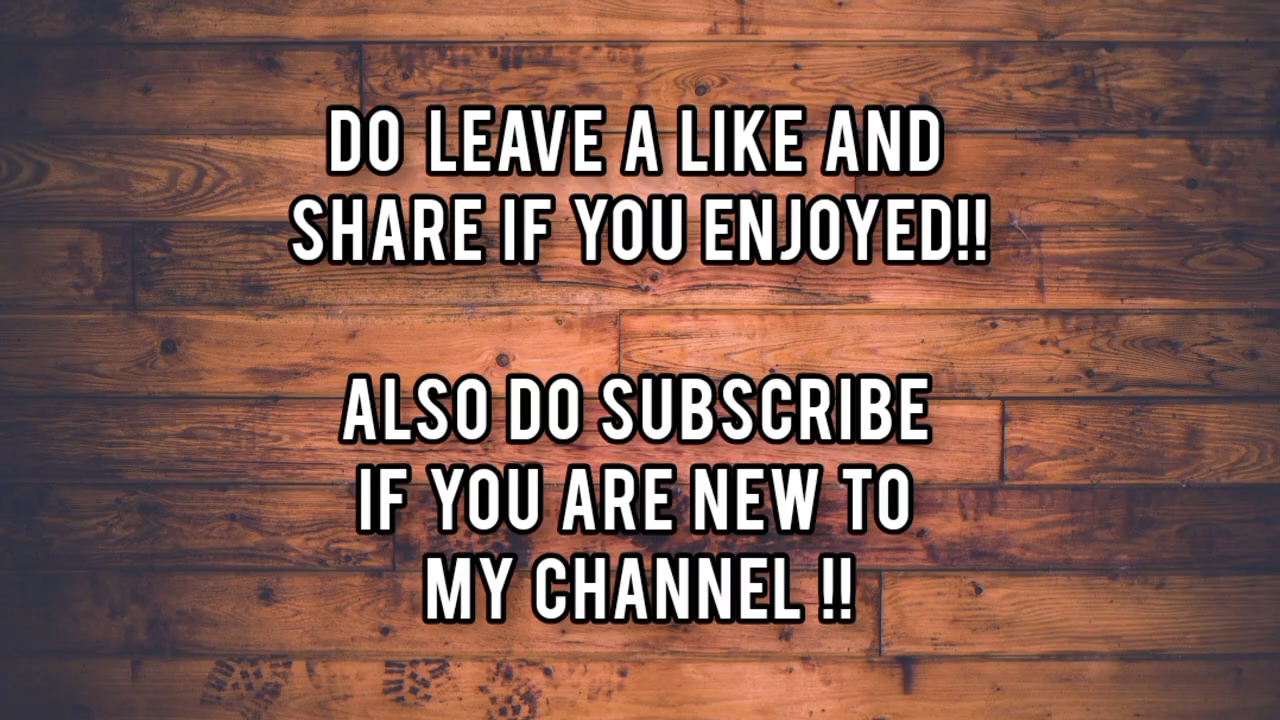 DO LEAVE A LIKE AND
SHARE IF YOU ENJOYED!!
ALSO DO SUBSCRIBE
IF YOU ARE NEW TO
MY CHANNEL !!